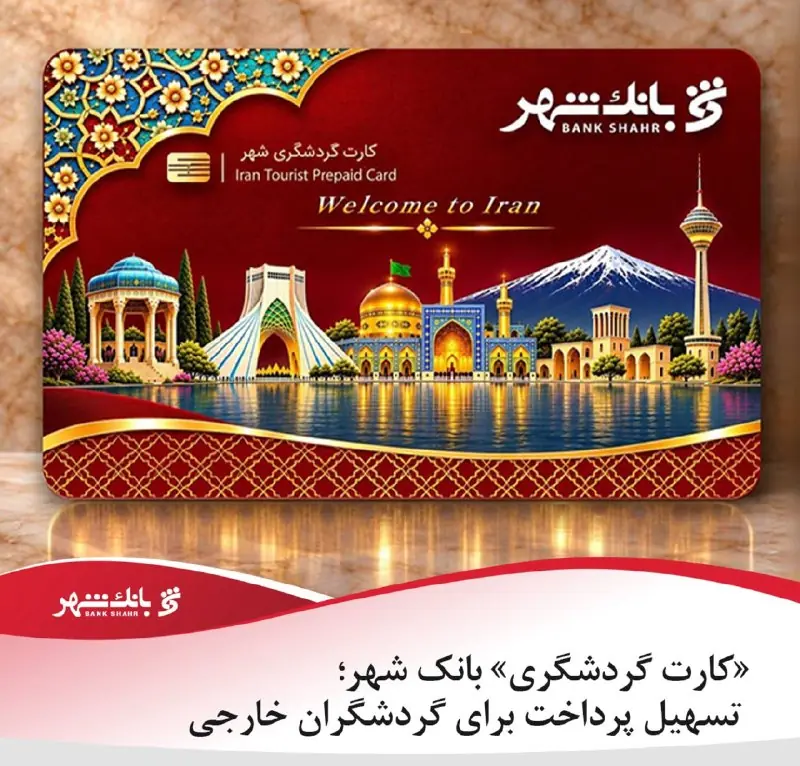 بانک شهر
BANK SHAHR
کارت گردشگری شهر
Iran Tourist Prepaid Card
Welcome to Iran
بانک شهر
BANK SHAHR
«کارت گردشگری» بانک شهر؛
تسهیل پرداخت برای گردشگران خارجی